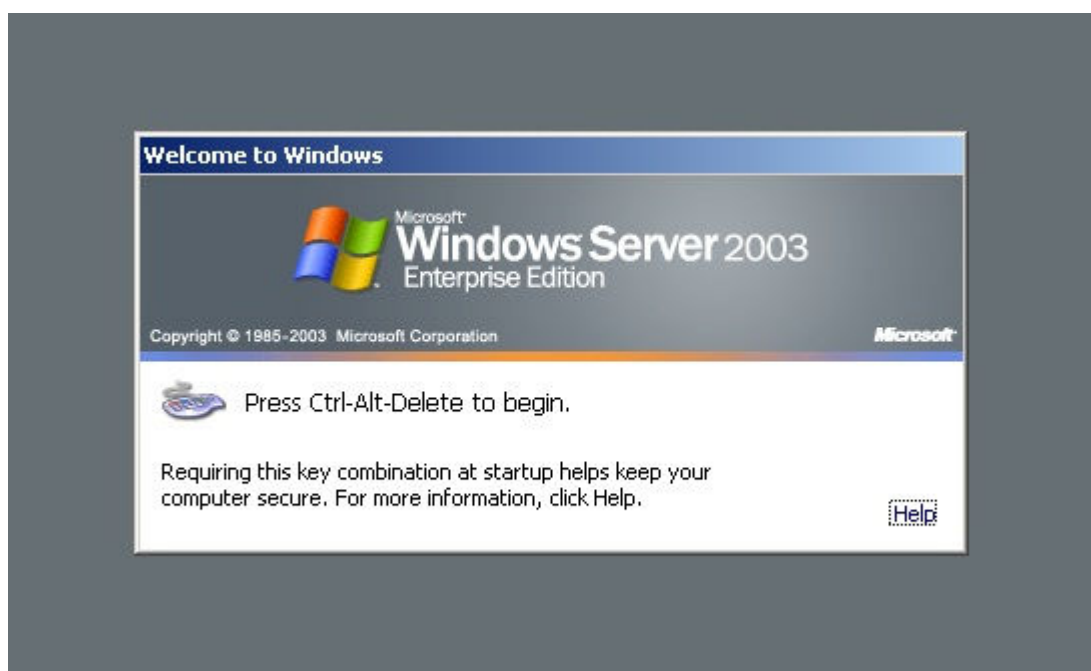 Welcome to Windows
Microsoft
Windows Server 2003
Enterprise Edition
Copyright © 1985-2003 Microsoft Corporation
Microsoft
Press Ctrl-Alt-Delete to begin.
Requiring this key combination at startup helps keep your
computer secure. For more information, click Help.
Help